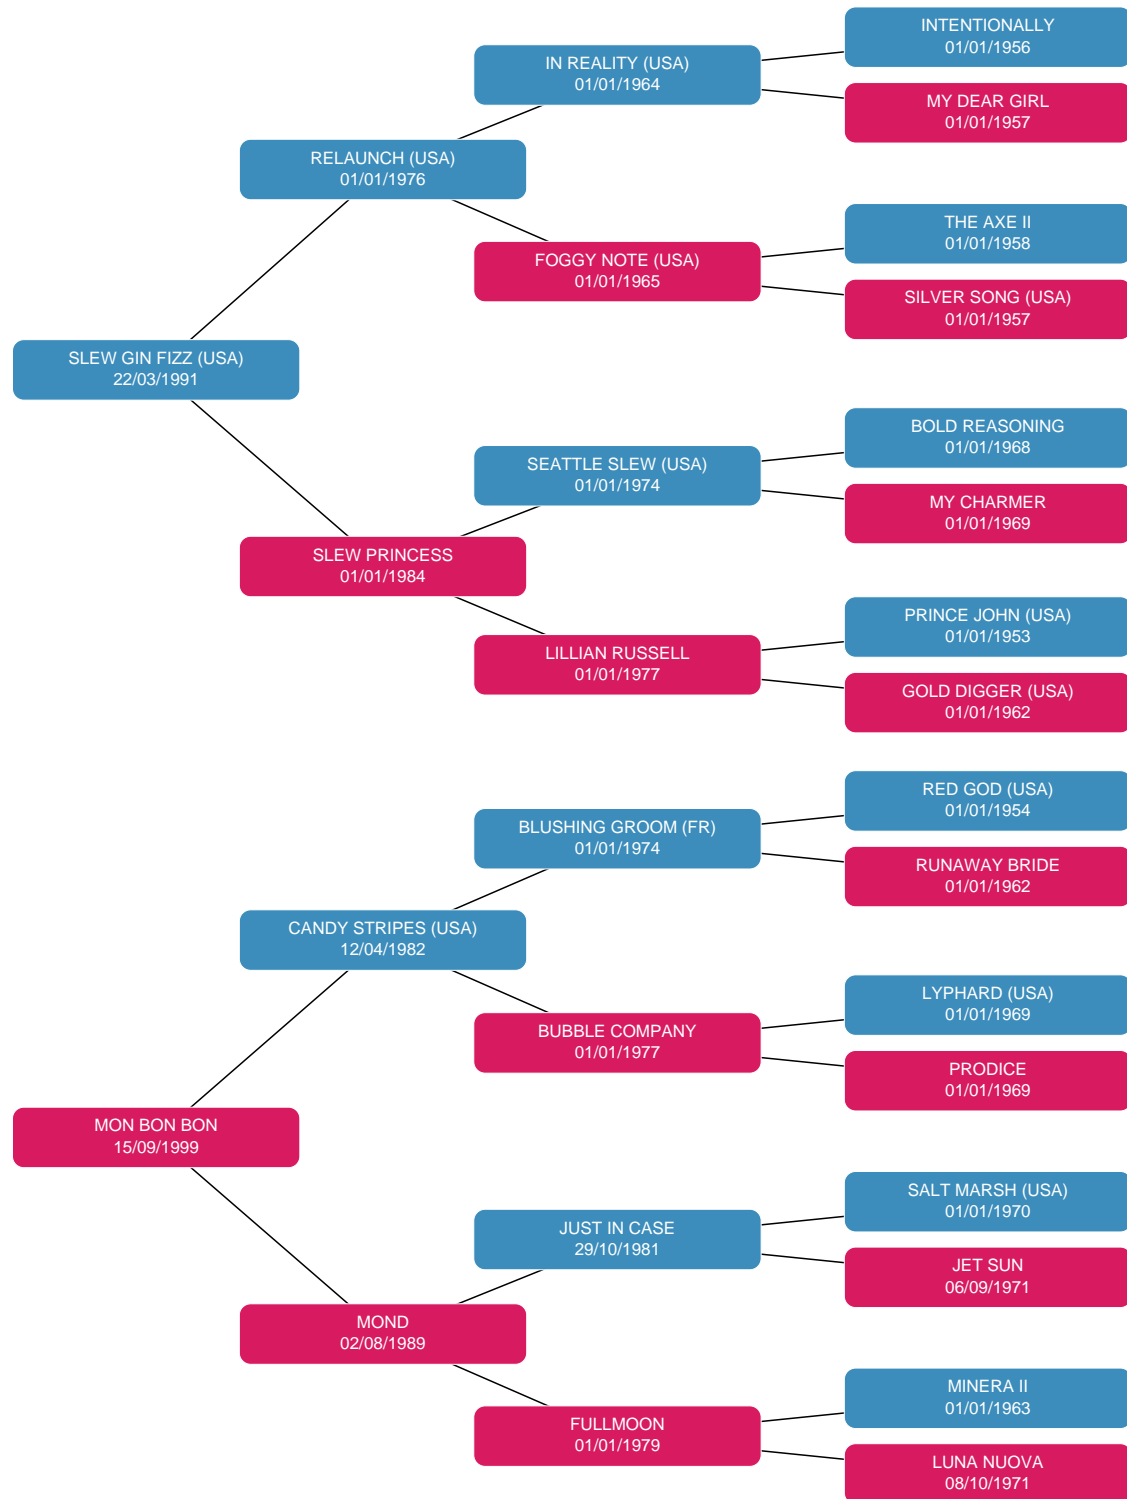 INTENTIONALLY
01/01/1956
IN REALITY (USA)
01/01/1964
MY DEAR GIRL
01/01/1957
RELAUNCH (USA)
01/01/1976
THE AXE II
01/01/1958
FOGGY NOTE (USA)
01/01/1965
SILVER SONG (USA)
01/01/1957
SLEW GIN FIZZ (USA)
22/03/1991
BOLD REASONING
01/01/1968
SEATTLE SLEW (USA)
01/01/1974
MY CHARMER
01/01/1969
SLEW PRINCESS
01/01/1984
PRINCE JOHN (USA)
01/01/1953
LILLIAN RUSSELL
01/01/1977
GOLD DIGGER (USA)
01/01/1962
RED GOD (USA)
01/01/1954
BLUSHING GROOM (FR)
01/01/1974
RUNAWAY BRIDE
01/01/1962
CANDY STRIPES (USA)
12/04/1982
LYPHARD (USA)
01/01/1969
BUBBLE COMPANY
01/01/1977
PRODICE
01/01/1969
MON BON BON
15/09/1999
SALT MARSH (USA)
01/01/1970
JUST IN CASE
29/10/1981
JET SUN
06/09/1971
MOND
02/08/1989
MINERA II
01/01/1963
FULLMOON
01/01/1979
LUNA NUOVA
08/10/1971